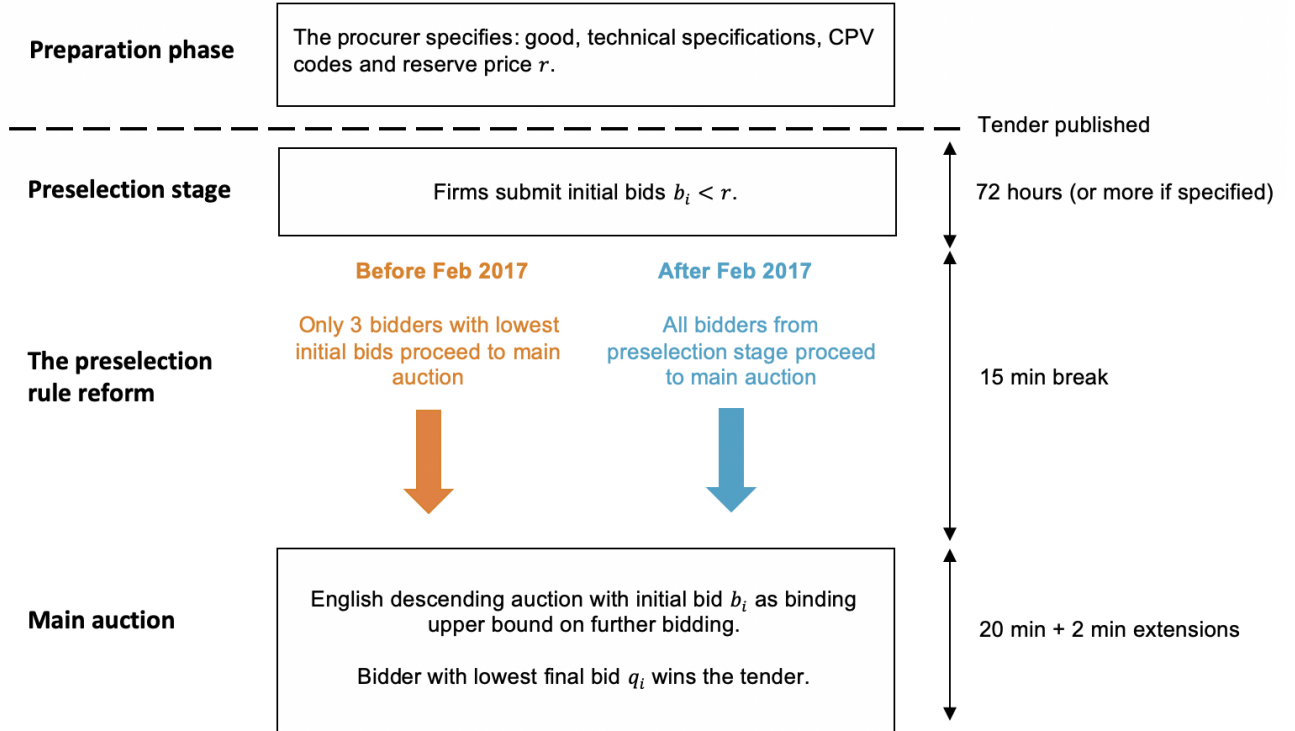 Preparation phase
The procurer specifies: good, technical specifications, CPV
codes and reserve price r.
Tender published
Preselection stage
Firms submit initial bids bᵢ < r.
72 hours (or more if specified)
Before Feb 2017
After Feb 2017
Only 3 bidders with lowest
initial bids proceed to main
auction
All bidders from
preselection stage proceed
to main auction
The preselection
rule reform
15 min break
Main auction
English descending auction with initial bid bᵢ as binding
upper bound on further bidding.
Bidder with lowest final bid qᵢ wins the tender.
20 min + 2 min extensions